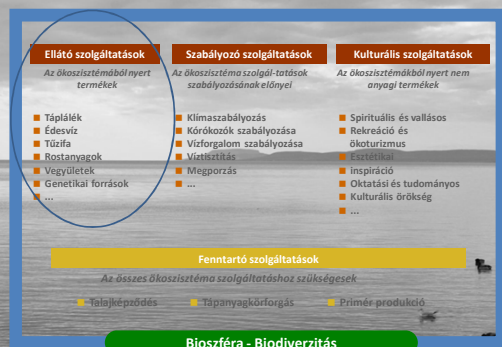 Ellátó szolgáltatások
Az ökoszisztémából nyert
termékek
Táplálék
Édesvíz
Tűzifa
Rostanyagok
Vegyületek
Genetikai források
...
Szabályozó szolgáltatások
Az ökoszisztéma szolgál-tatások
szabályozásának előnyei
Klímaszabályozás
Kórókozók szabályozása
Vízforgalom szabályozása
Víztisztítás
Megporzás
...
Kulturális szolgáltatások
Az ökoszisztémákból nyert nem
anyagi termékek
Spirituális és vallásos
Rekreáció és
ökoturizmus
Esztétikai
inspiráció
Oktatási és tudományos
Kulturális örökség
...
Fenntartó szolgáltatások
Az összes ökoszisztéma szolgáltatáshoz szükségesek
Talajképződés
Tápanyagkörforgás
Primér produkció
Bioszféra - Biodiverzitás